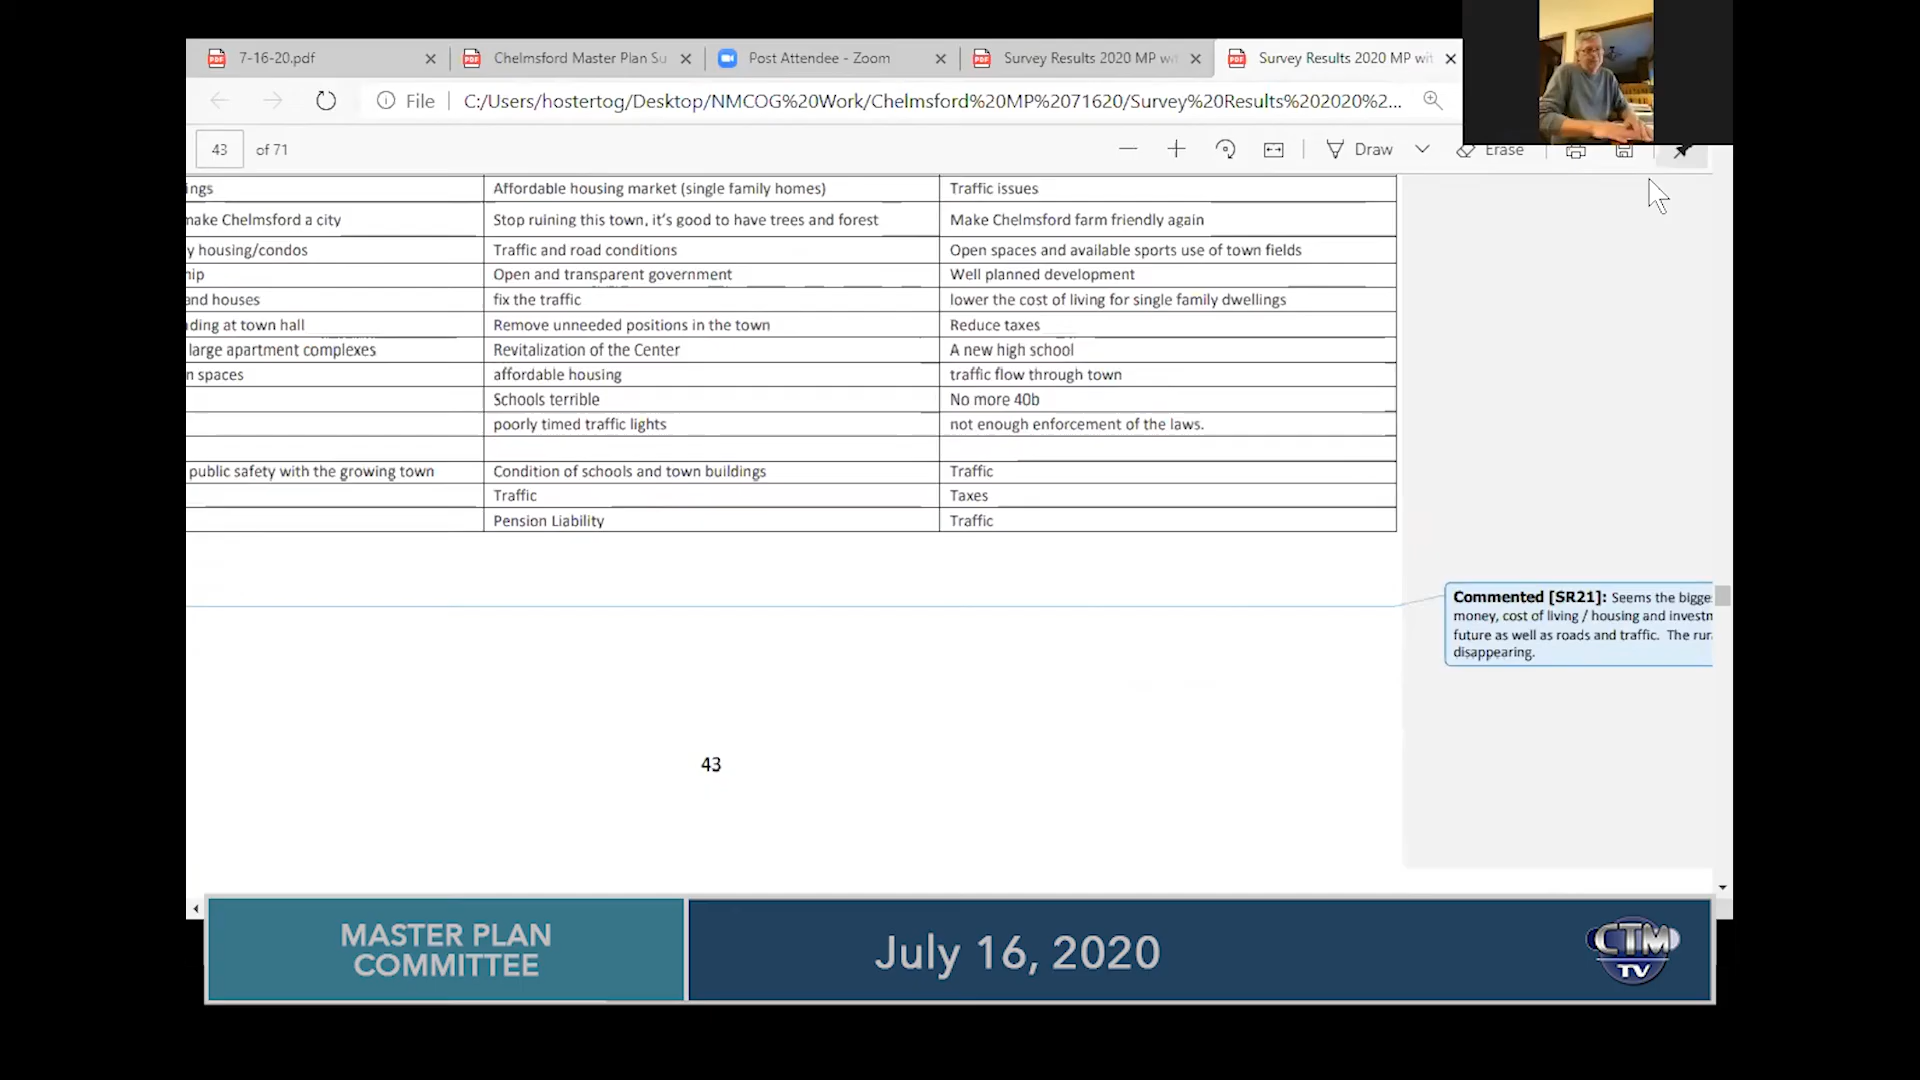 7-16-20.pdf
Chelmsford Master Plan Su
Post Attendee - Zoom
Survey Results 2020 MP wit
Survey Results 2020 MP wit
File
C:/Users/hostertog/Desktop/NMCOG%20Work/Chelmsford%20MP%2071620/Survey%20Results%202020%2...
43 of 71
Draw
Erase
ings Affordable housing market (single family homes) Traffic issues
make Chelmsford a city Stop ruining this town, it's good to have trees and forest Make Chelmsford farm friendly again
y housing/condos Traffic and road conditions Open spaces and available sports use of town fields
hip Open and transparent government Well planned development
and houses fix the traffic lower the cost of living for single family dwellings
ding at town hall Remove unneeded positions in the town Reduce taxes
large apartment complexes Revitalization of the Center A new high school
n spaces affordable housing traffic flow through town
Schools terrible No more 40b
poorly timed traffic lights not enough enforcement of the laws.
public safety with the growing town Condition of schools and town buildings Traffic
Traffic Taxes
Pension Liability Traffic
Commented [SR21]: Seems the bigge
money, cost of living / housing and investm
future as well as roads and traffic. The rur
disappearing.
43
MASTER PLAN
COMMITTEE
July 16, 2020
CTM
TV